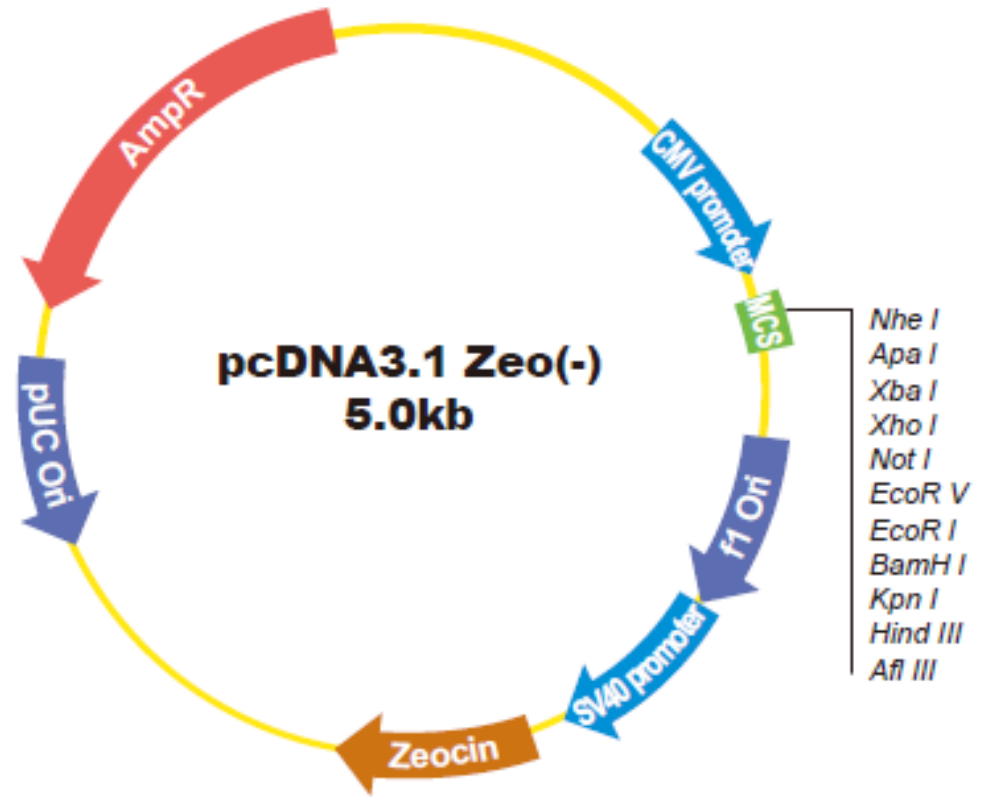 AmpR
CMV promoter
MCS
Nhe I
Apa I
Xba I
Xho I
Not I
EcoR V
EcoR I
BamH I
Kpn I
Hind III
Afl III
pcDNA3.1 Zeo(-)
5.0kb
pUC Ori
f1 Ori
SV40 promoter
Zeocin